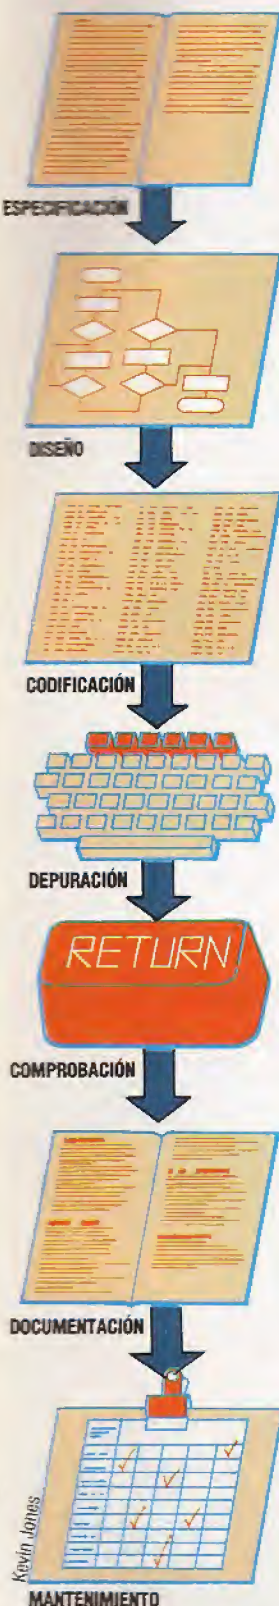 ESPECIFICACIÓN
DISEÑO
CODIFICACIÓN
DEPURACIÓN
RETURN
COMPROBACIÓN
DOCUMENTACIÓN
Kevin Jones
MANTENIMIENTO